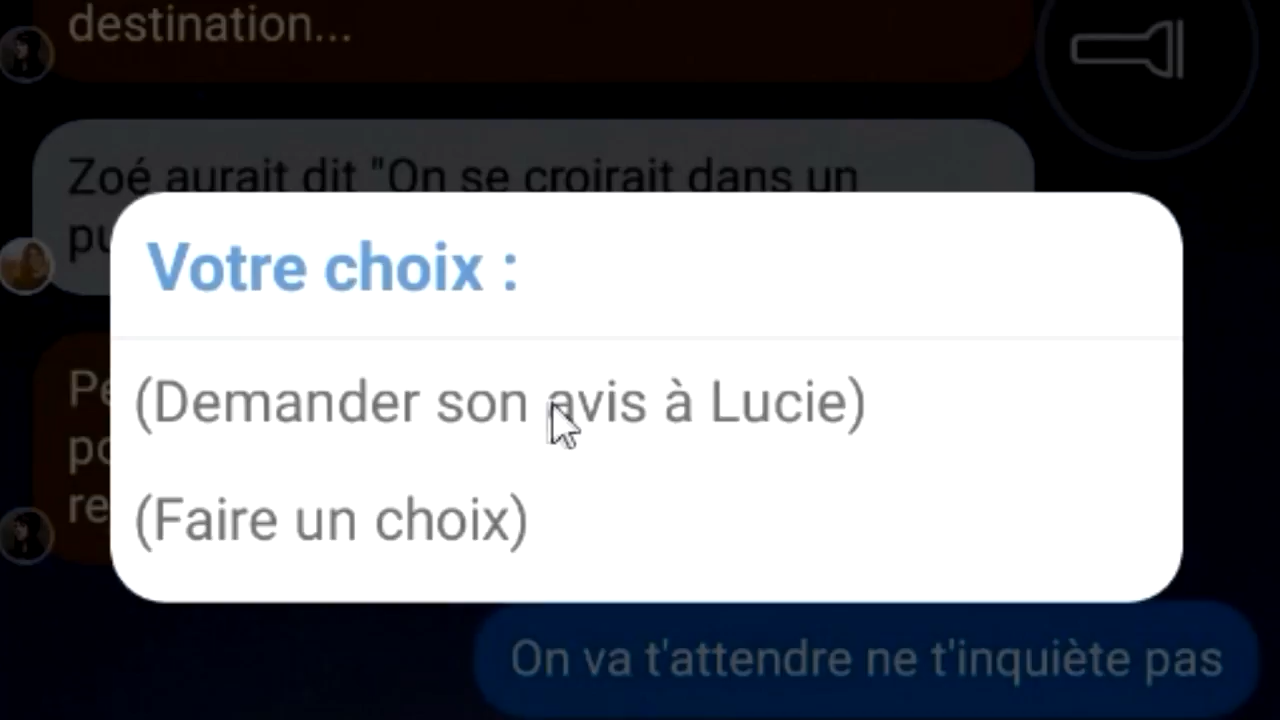 destination...
Zoé aurait dit "On se croirait dans un
Votre choix :
(Demander son avis à Lucie)
(Faire un choix)
On va t'attendre ne t'inquiète pas